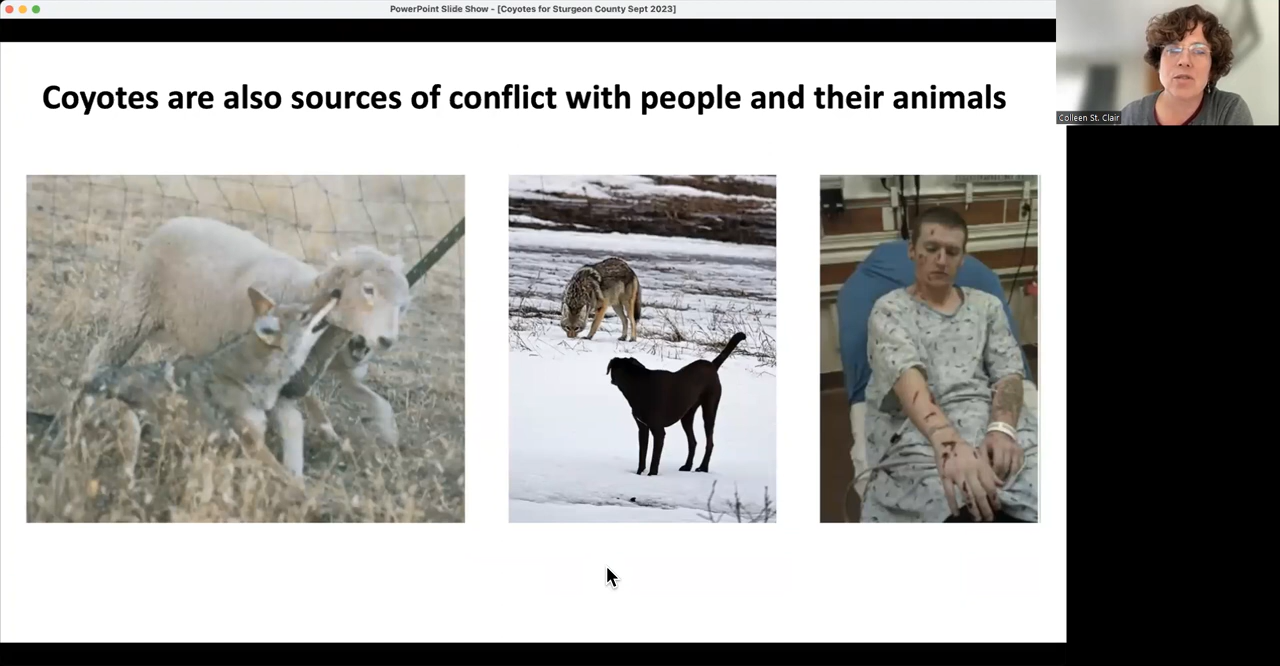 PowerPoint Slide Show - [Coyotes for Sturgeon County Sept 2023]
Coyotes are also sources of conflict with people and their animals
Colleen St. Clair